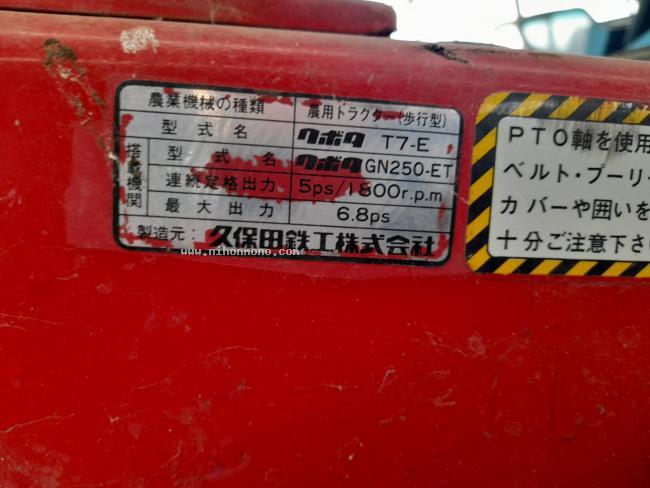 農業機械の種類 農用トラクター(歩行型)
型式名 クボタ T7-E
搭載機関 型式名 クボタ GN250-ET
連続定格出力 5ps/1800r.p.m
最大出力 6.8ps
製造元: 久保田鉄工株式会社
www.nihonmono.com
PTO軸を使用
ベルト・プーリ
カバーや囲いを
十分ご注意下さい